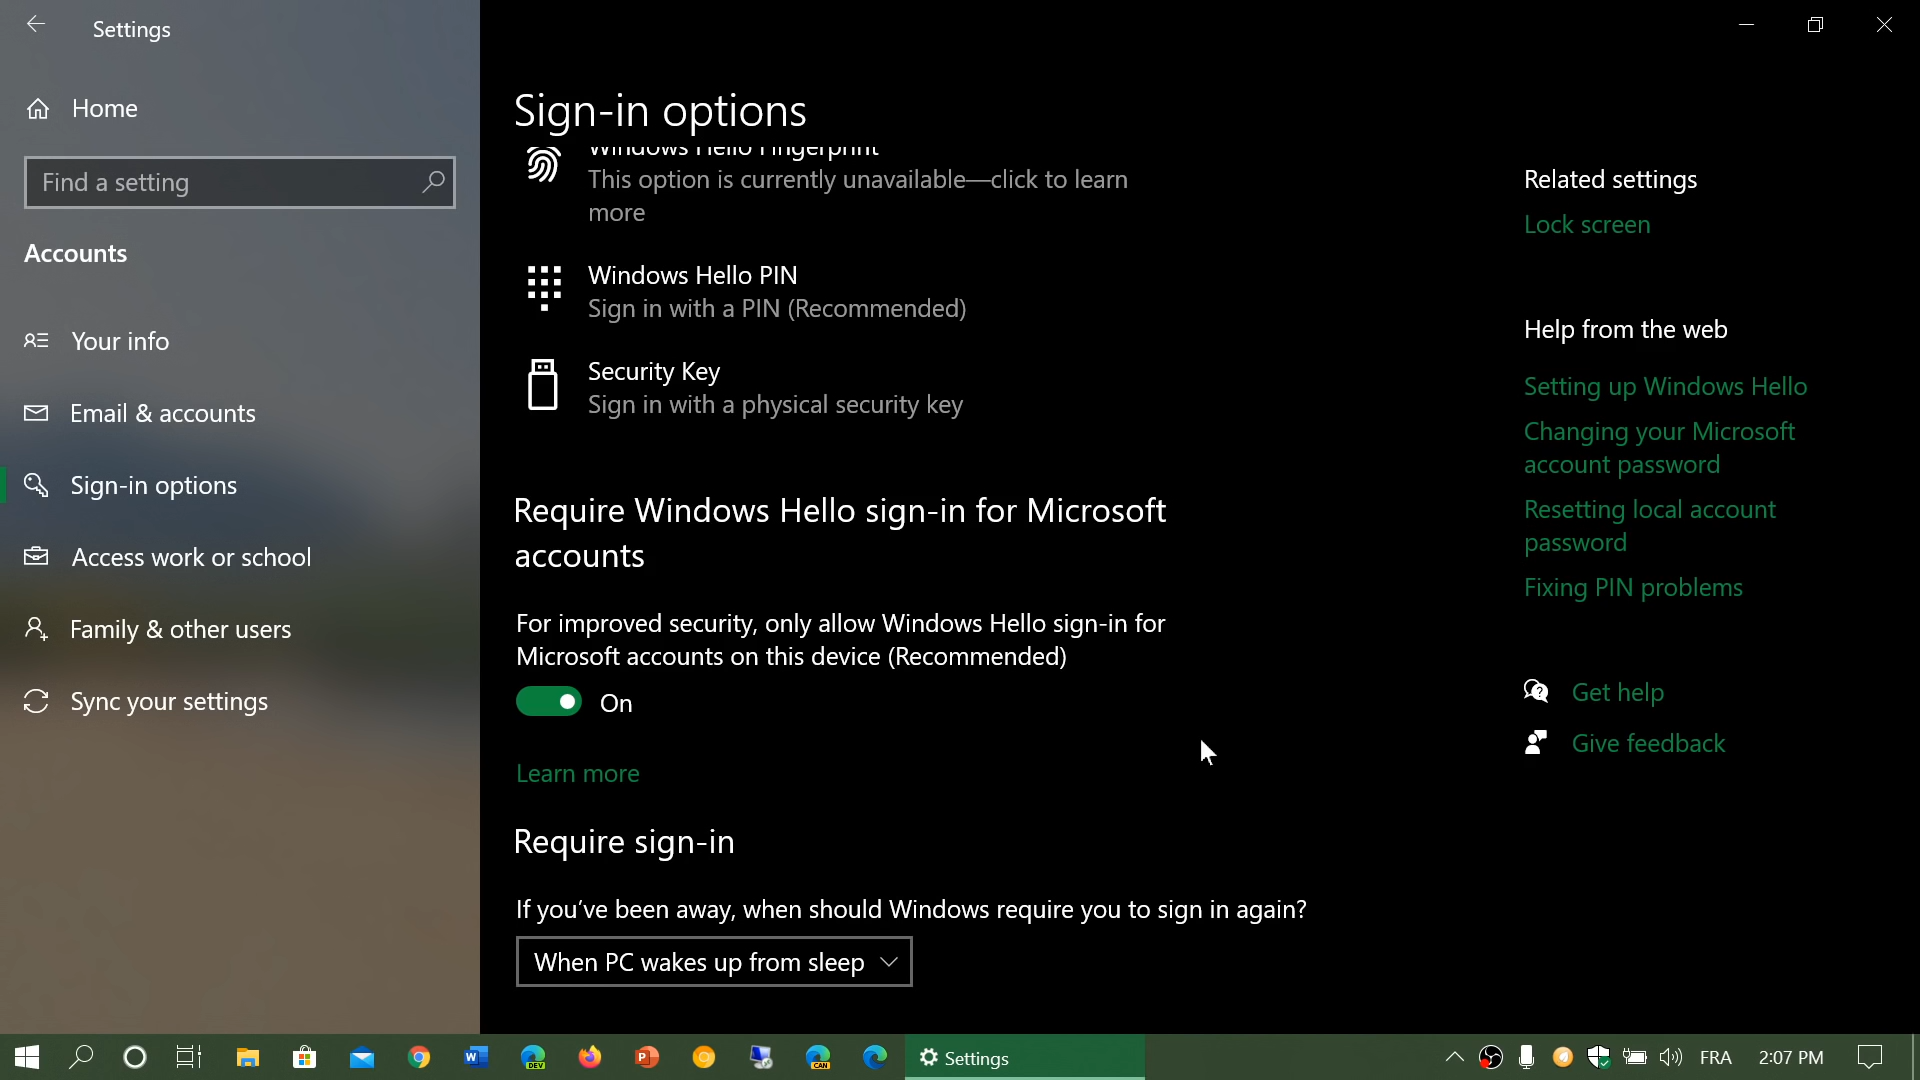 Settings
Home
Find a setting
Accounts
Your info
Email & accounts
Sign-in options
Access work or school
Family & other users
Sync your settings
Sign-in options
Windows Hello Fingerprint
This option is currently unavailable—click to learn
more
Windows Hello PIN
Sign in with a PIN (Recommended)
Security Key
Sign in with a physical security key
Require Windows Hello sign-in for Microsoft
accounts
For improved security, only allow Windows Hello sign-in for
Microsoft accounts on this device (Recommended)
On
Learn more
Require sign-in
If you've been away, when should Windows require you to sign in again?
When PC wakes up from sleep
Related settings
Lock screen
Help from the web
Setting up Windows Hello
Changing your Microsoft
account password
Resetting local account
password
Fixing PIN problems
Get help
Give feedback
W
DEV
P
CAN
Settings
FRA
2:07 PM